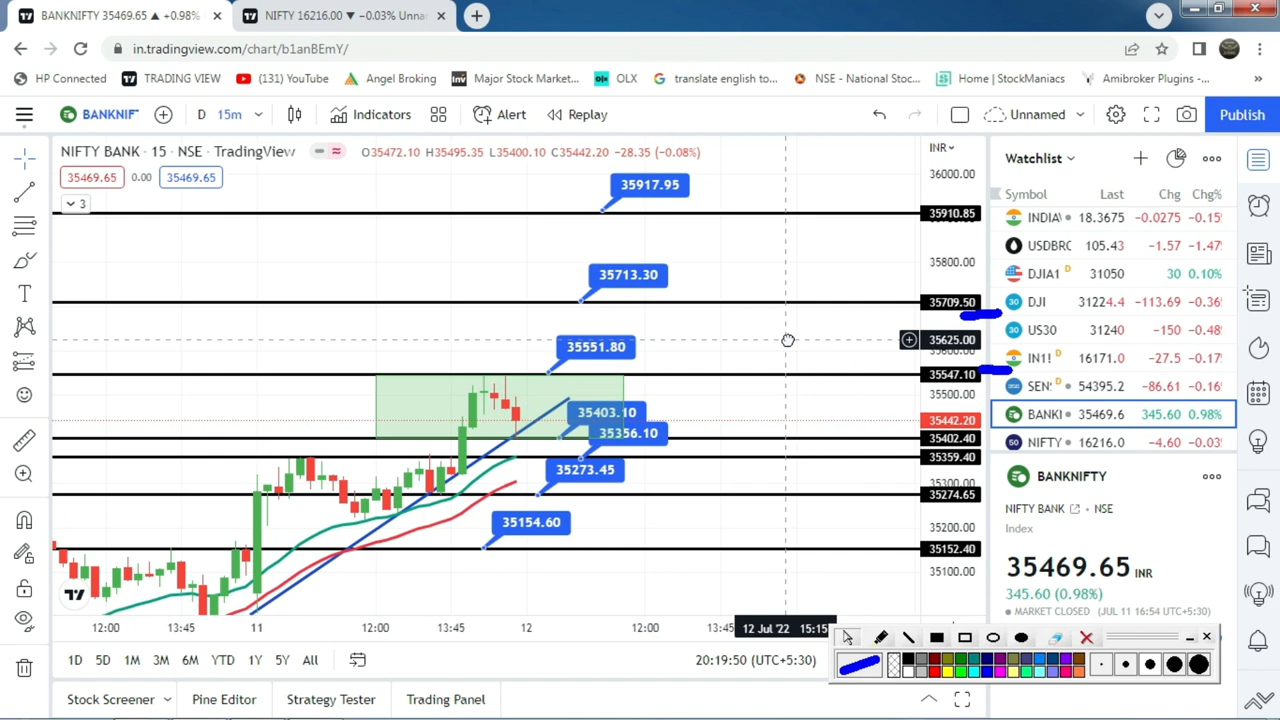 BANKNIFTY 35469.65 ▲ +0.98%
NIFTY 16216.00 ▼ −0.03% Unnar
in.tradingview.com/chart/b1anBEmY/
HP Connected
TRADING VIEW
(131) YouTube
Angel Broking
Major Stock Market...
OLX
translate english to...
NSE - National Stoc...
Home | StockManiacs
Amibroker Plugins -...
»
BANKNIF
D
15m
Indicators
Alert
Replay
Unnamed
Publish
NIFTY BANK · 15 · NSE · TradingView
O35472.10 H35495.35 L35400.10 C35442.20 −28.35 (−0.08%)
35469.65 0.00 35469.65
3
INR
36000.00
35910.85
35800.00
35709.50
35625.00
35600.00
35547.10
35500.00
35442.20
35402.40
35359.40
35300.00
35274.65
35200.00
35152.40
35100.00
35917.95
35713.30
35551.80
35403.10
35356.10
35273.45
35154.60
12:00 13:45 11 12:00 13:45 12 12:00 13:45
12 Jul '22 15:15
1D 5D 1M 3M 6M YTD All
20:19:50 (UTC+5:30)
Stock Screener
Pine Editor
Strategy Tester
Trading Panel
Watchlist
Symbol Last Chg Chg%
INDIA 18.3675 −0.0275 −0.15
USDBRC 105.43 −1.57 −1.47
DJIA1 D 31050 30 0.10%
30 DJI 31224.4 −113.69 −0.36
30 US30 31240 −150 −0.48
IN1! D 16171.0 −27.5 −0.17
SEN: D 54395.2 −86.61 −0.16
BANKI 35469.6 345.60 0.98%
50 NIFTY 16216.0 −4.60 −0.03
BANKNIFTY
NIFTY BANK • NSE
Index
35469.65 INR
345.60 (0.98%)
MARKET CLOSED (JUL 11 16:54 UTC+5:30)